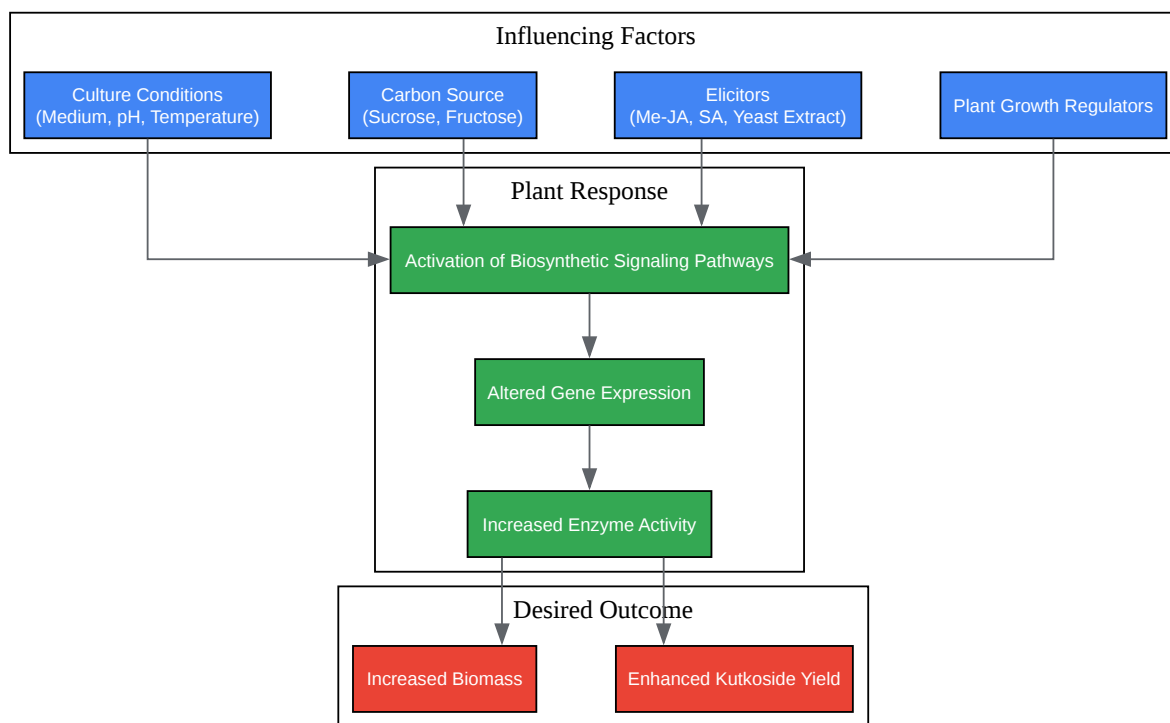 Influencing Factors
Culture Conditions
(Medium, pH, Temperature)
Carbon Source
(Sucrose, Fructose)
Elicitors
(Me-JA, SA, Yeast Extract)
Plant Growth Regulators
Plant Response
Activation of Biosynthetic Signaling Pathways
Altered Gene Expression
Increased Enzyme Activity
Desired Outcome
Increased Biomass
Enhanced Kutkoside Yield